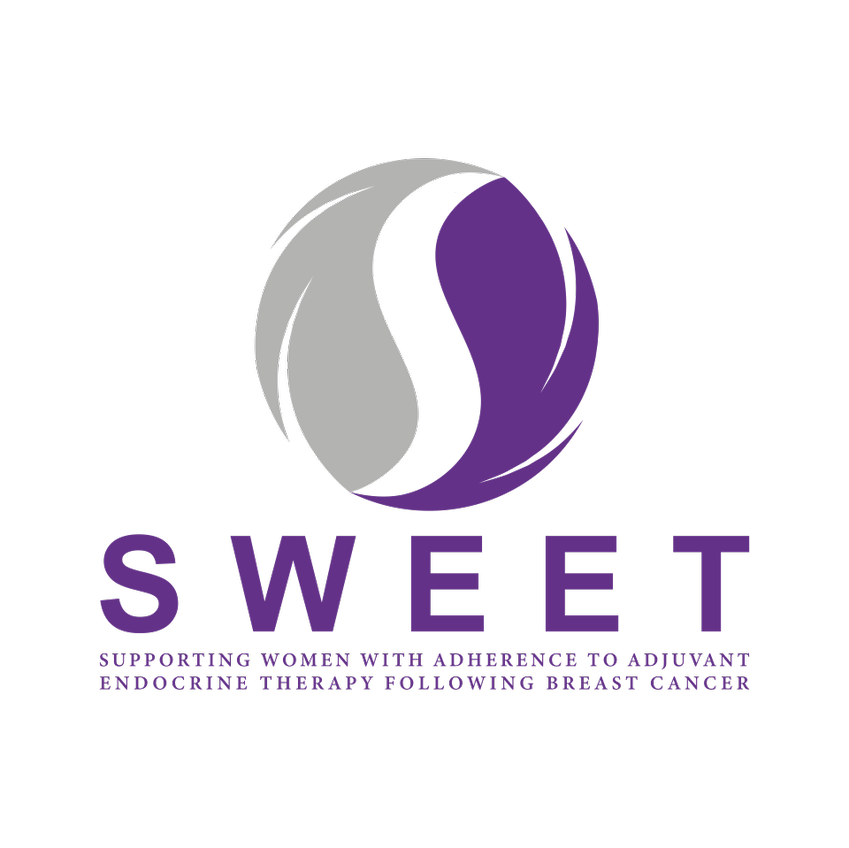 SWEET
SUPPORTING WOMEN WITH ADHERENCE TO ADJUVANT
ENDOCRINE THERAPY FOLLOWING BREAST CANCER